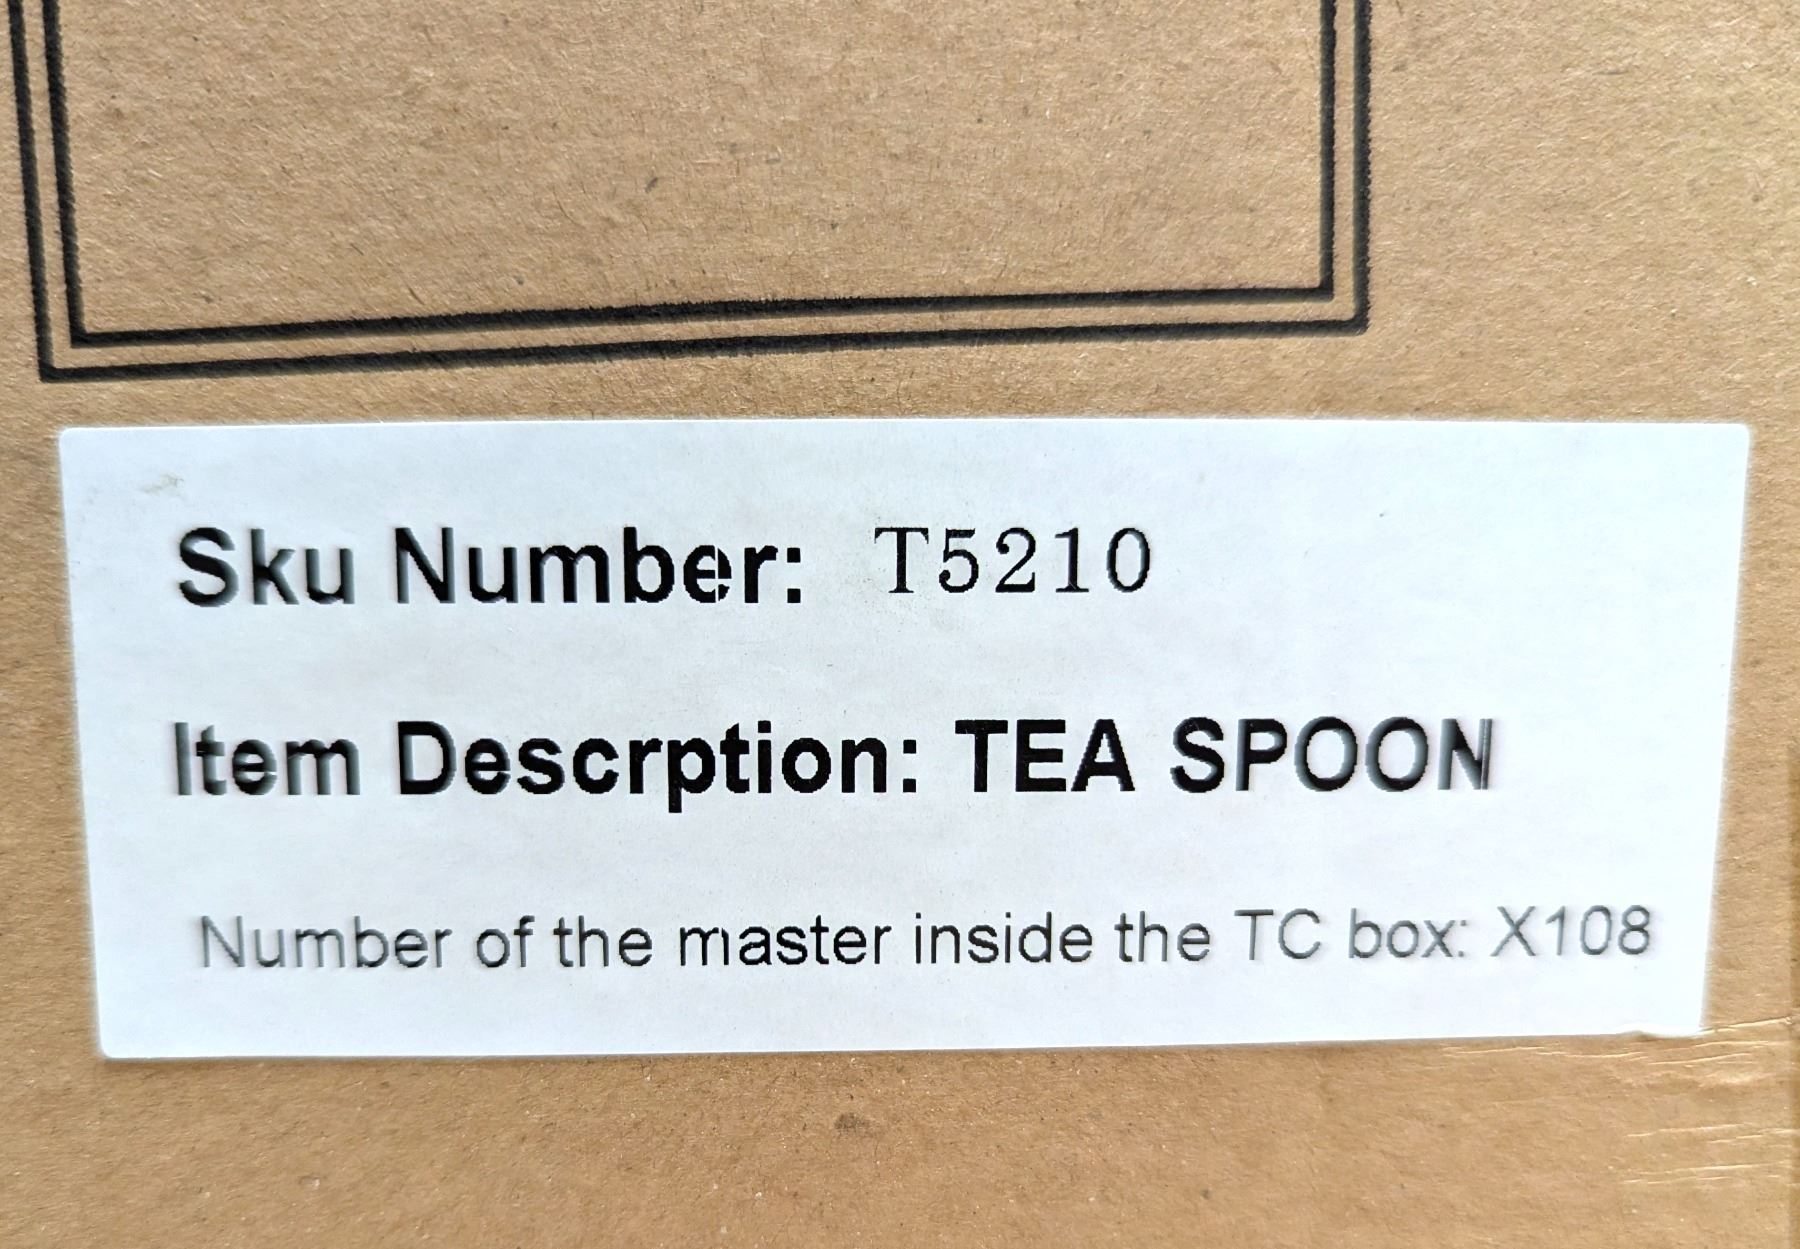 Sku Number: T5210
Item Descrption: TEA SPOON
Number of the master inside the TC box: X108